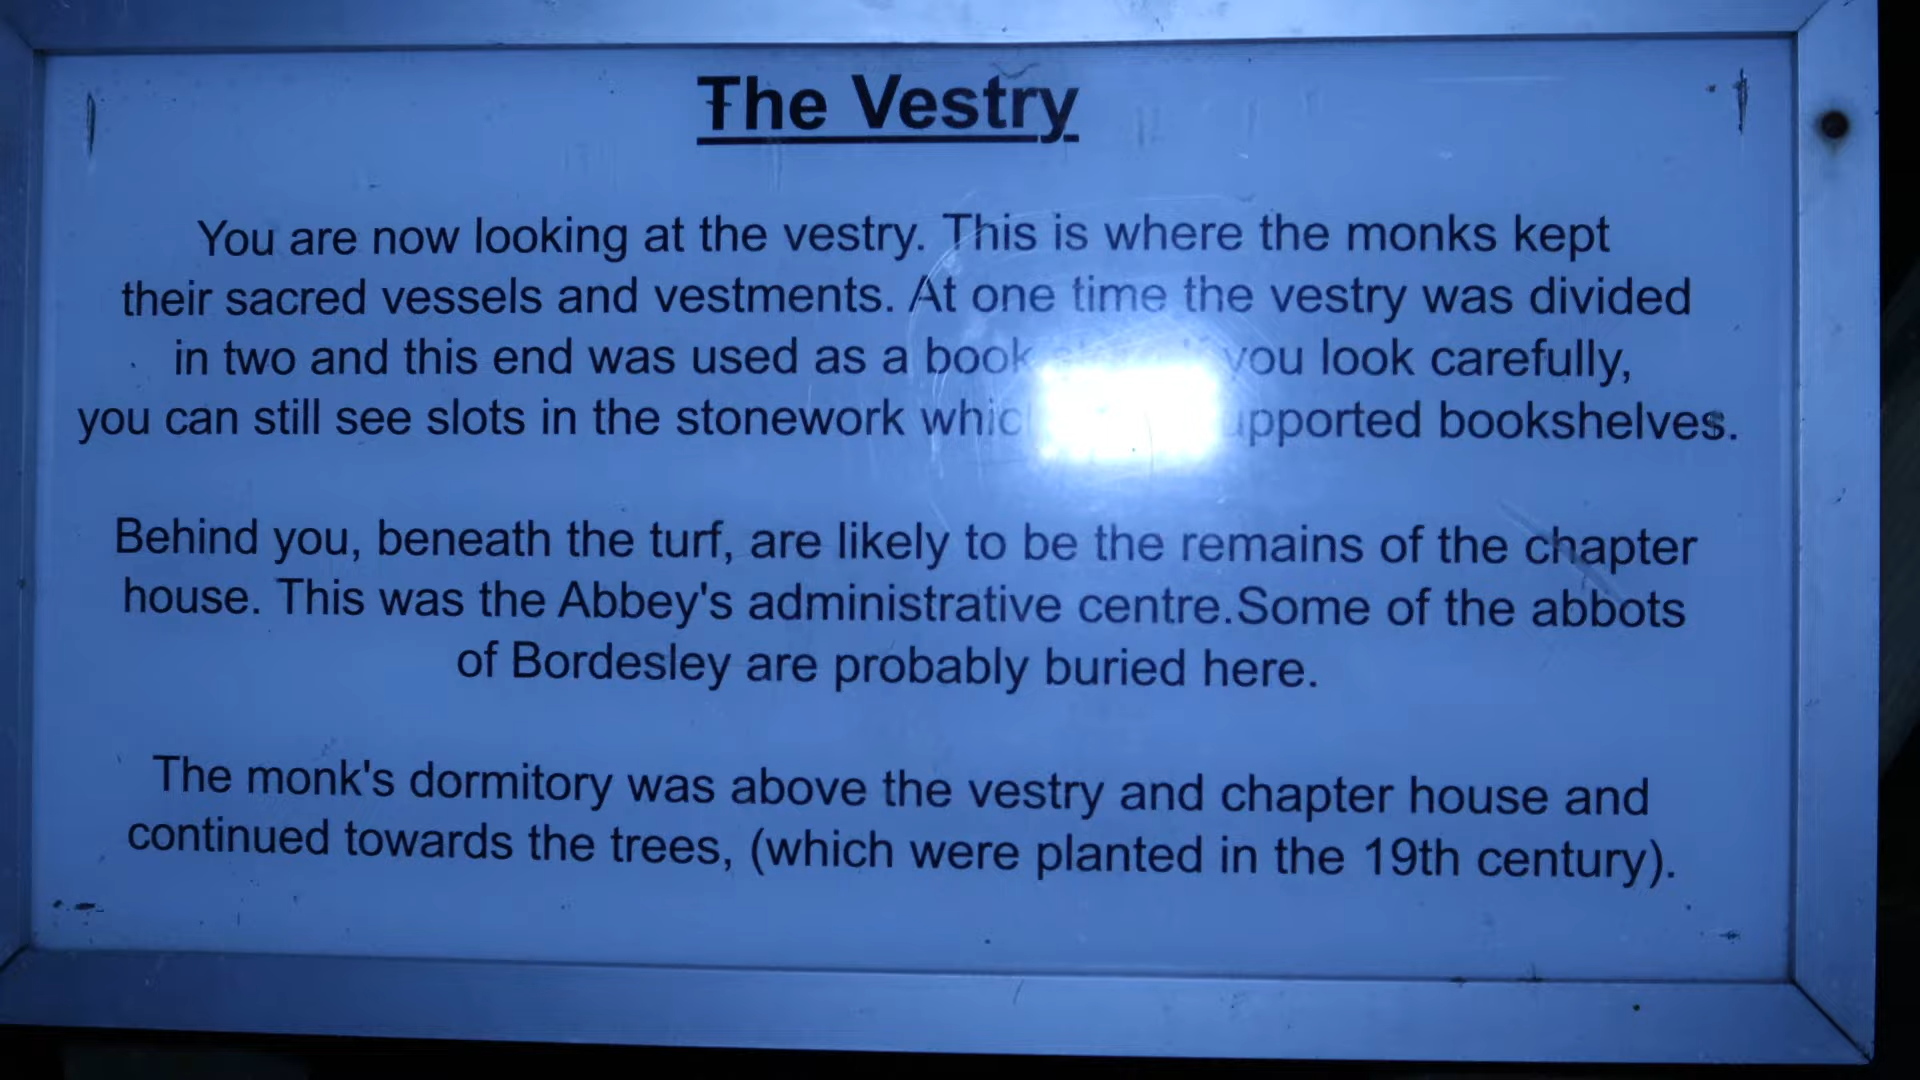 The Vestry
You are now looking at the vestry. This is where the monks kept
their sacred vessels and vestments. At one time the vestry was divided
in two and this end was used as a book you look carefully,
you can still see slots in the stonework bookshelves.
Behind you, beneath the turf, are likely to be the remains of the chapter
house. This was the Abbey's administrative centre.Some of the abbots
of Bordesley are probably buried here.
The monk's dormitory was above the vestry and chapter house and
continued towards the trees, (which were planted in the 19th century).